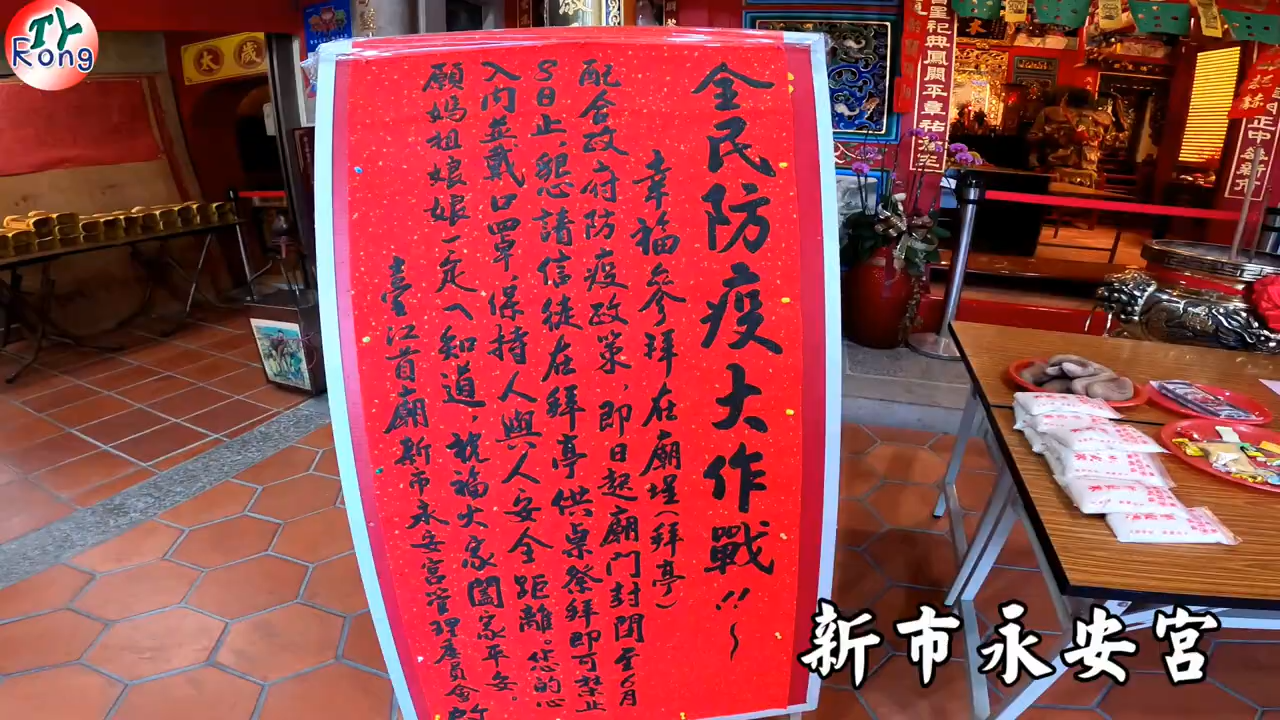 全民防疫大作戰!!~
幸福參拜在廟埕(拜亭)
配合政府防疫政策,即日起廟門封閉至6月
8日止,懇請信徒在拜亭供桌祭拜即可禁止
入內並戴口罩保持人與人安全距離。您的心
願媽祖娘娘一定ㄟ知道,祝福大家闔家平安。
臺江首廟新市永安宮管理委員會啟
新市永安宮
TY
Rong
太歲